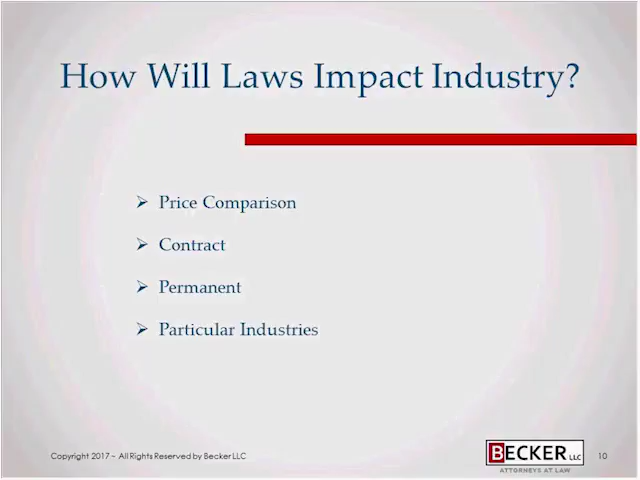 How Will Laws Impact Industry?
Price Comparison
Contract
Permanent
Particular Industries
Copyright 2017 - All Rights Reserved by Becker LLC
BECKER LLC
ATTORNEYS AT LAW
10